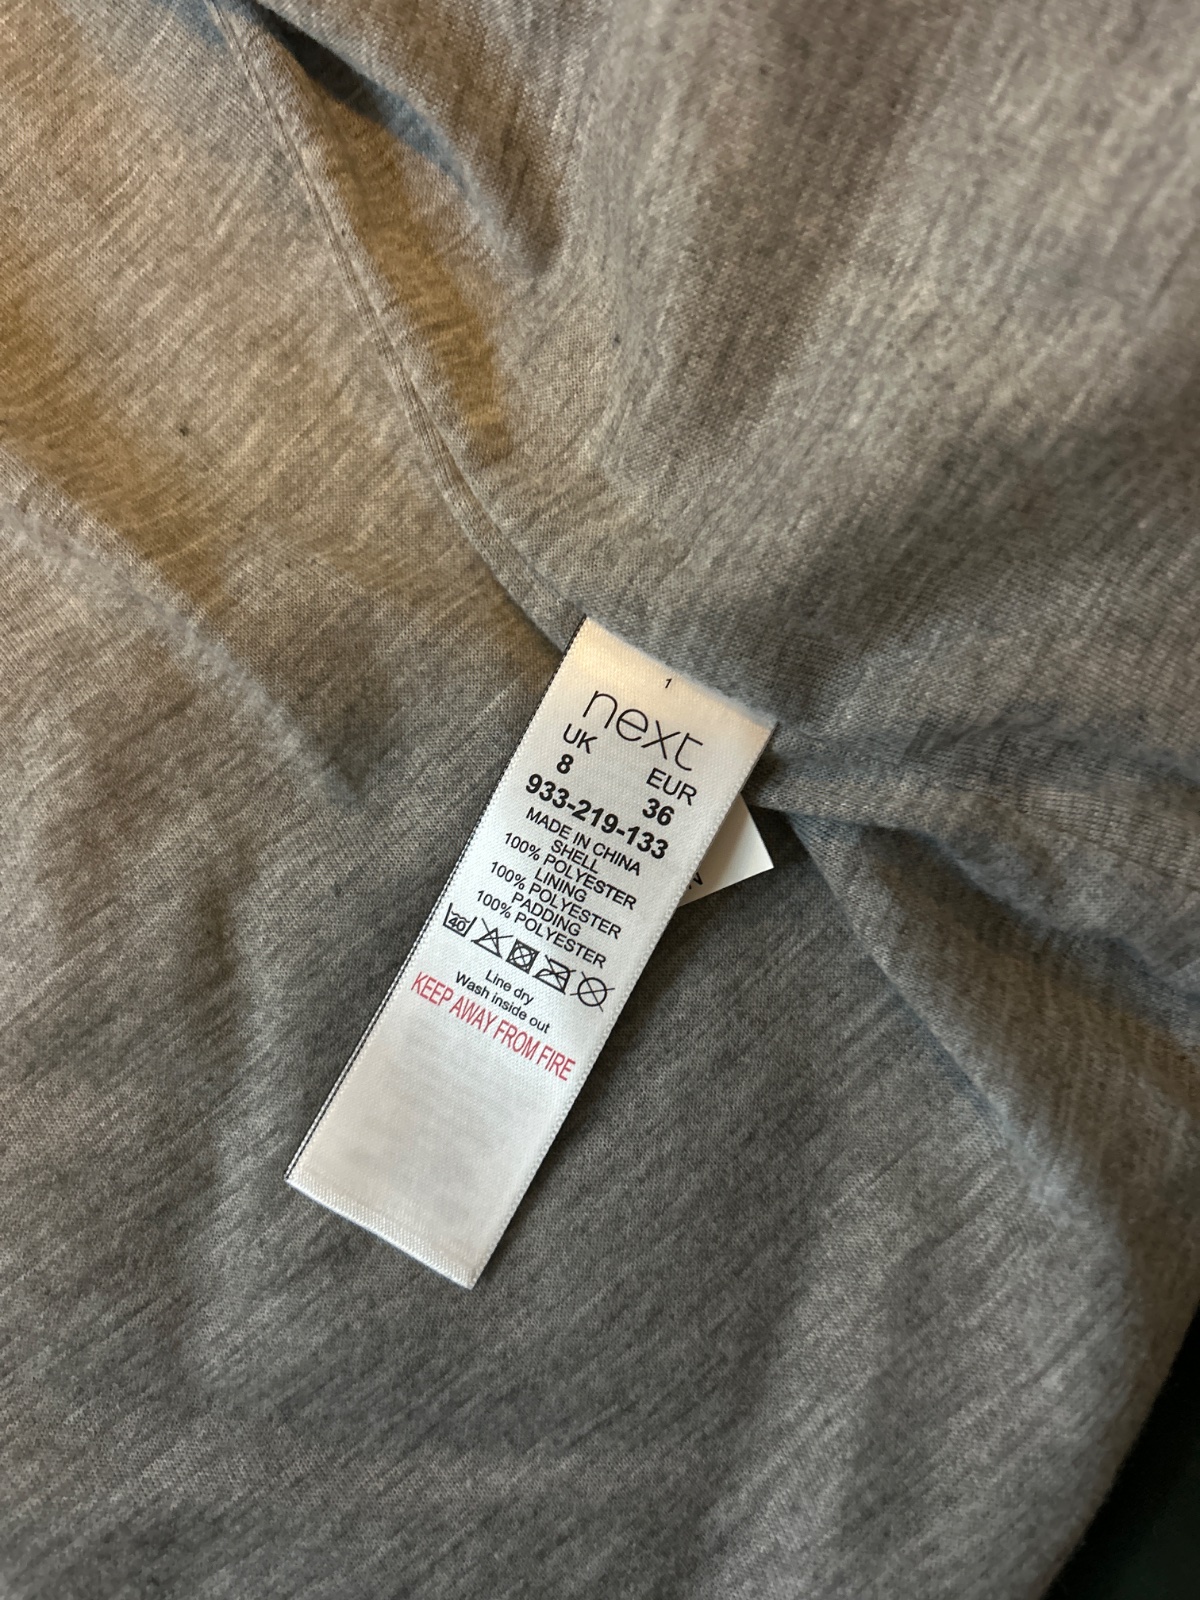 1
next
UK EUR
8 36
933-219-133
MADE IN CHINA
SHELL
100% POLYESTER
LINING
100% POLYESTER
PADDING
100% POLYESTER
40
Line dry
Wash inside out
KEEP AWAY FROM FIRE